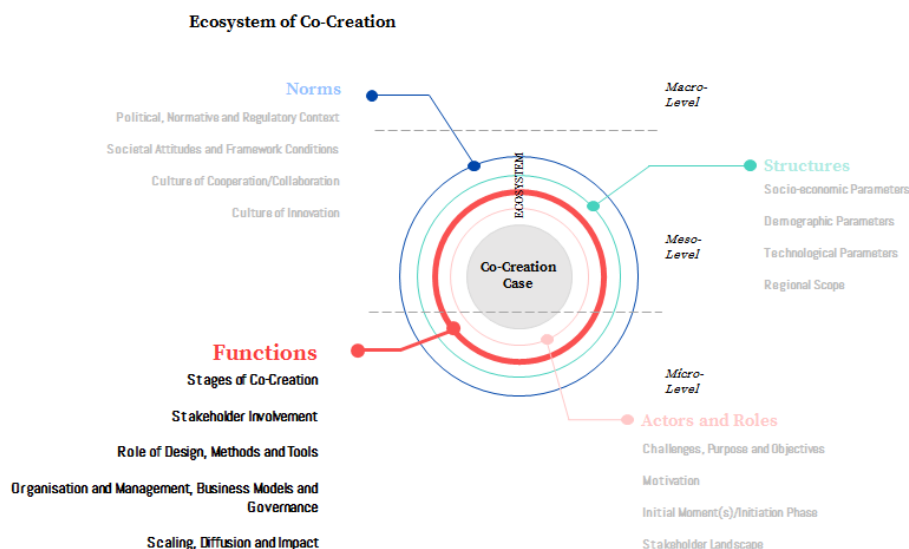 Ecosystem of Co-Creation
Norms
Political, Normative and Regulatory Context
Societal Attitudes and Framework Conditions
Culture of Cooperation/Collaboration
Culture of Innovation
Macro-
Level
ECOSYSTEM
Structures
Socio-economic Parameters
Demographic Parameters
Technological Parameters
Regional Scope
Meso-
Level
Co-Creation
Case
Functions
Stages of Co-Creation
Stakeholder Involvement
Role of Design, Methods and Tools
Organisation and Management, Business Models and
Governance
Scaling, Diffusion and Impact
Micro-
Level
Actors and Roles
Challenges, Purpose and Objectives
Motivation
Initial Moment(s)/Initiation Phase
Stakeholder Landscape